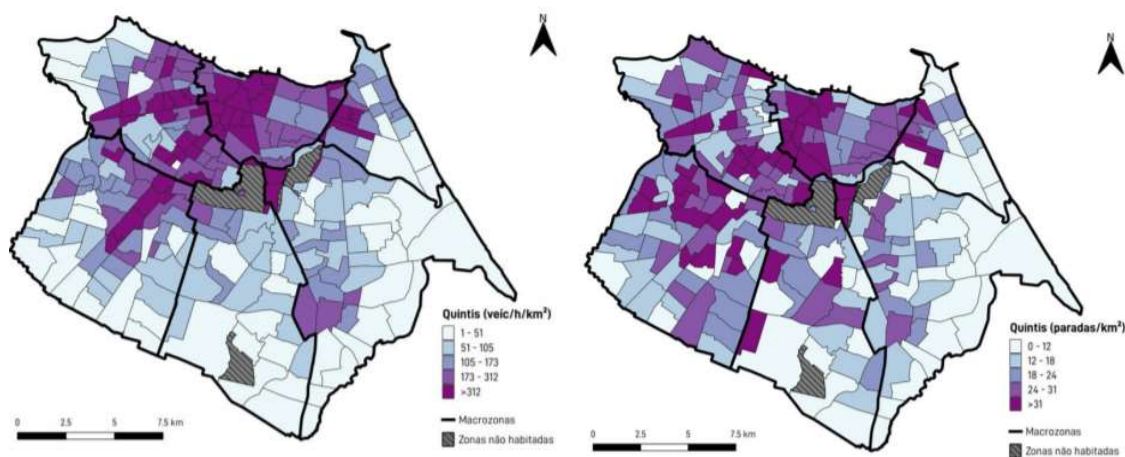 N
Quintis (veíc/h/km²)
1 - 51
51 - 105
105 - 173
173 - 312
>312
Macrozonas
Zonas não habitadas
0 2.5 5 7.5 km
N
Quintis (paradas/km²)
0 - 12
12 - 18
18 - 24
24 - 31
>31
Macrozonas
Zonas não habitadas
0 2.5 5 7.5 km